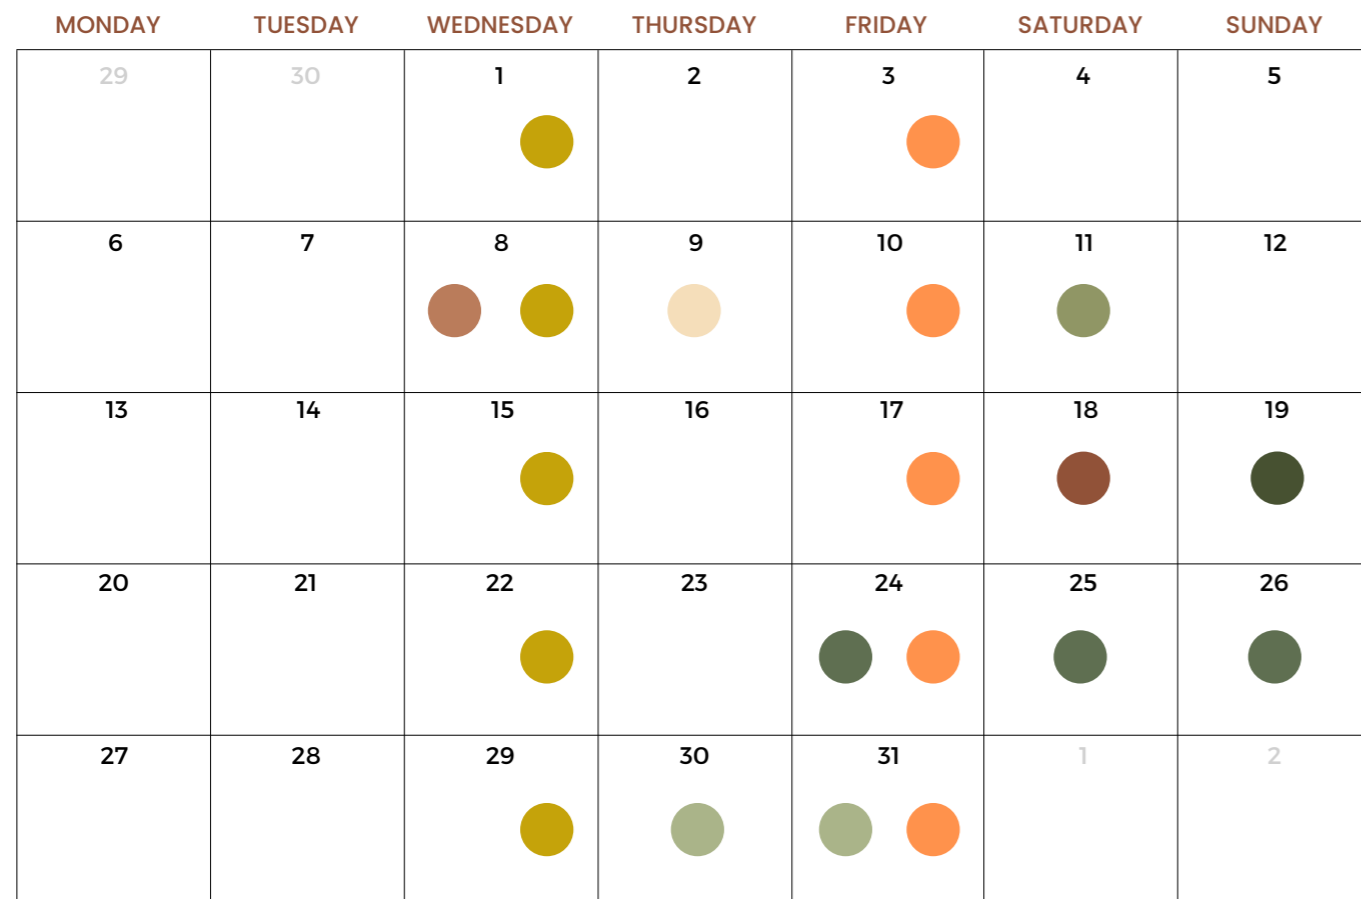 MONDAY TUESDAY WEDNESDAY THURSDAY FRIDAY SATURDAY SUNDAY
29 30 1 2 3 4 5
6 7 8 9 10 11 12
13 14 15 16 17 18 19
20 21 22 23 24 25 26
27 28 29 30 31 1 2